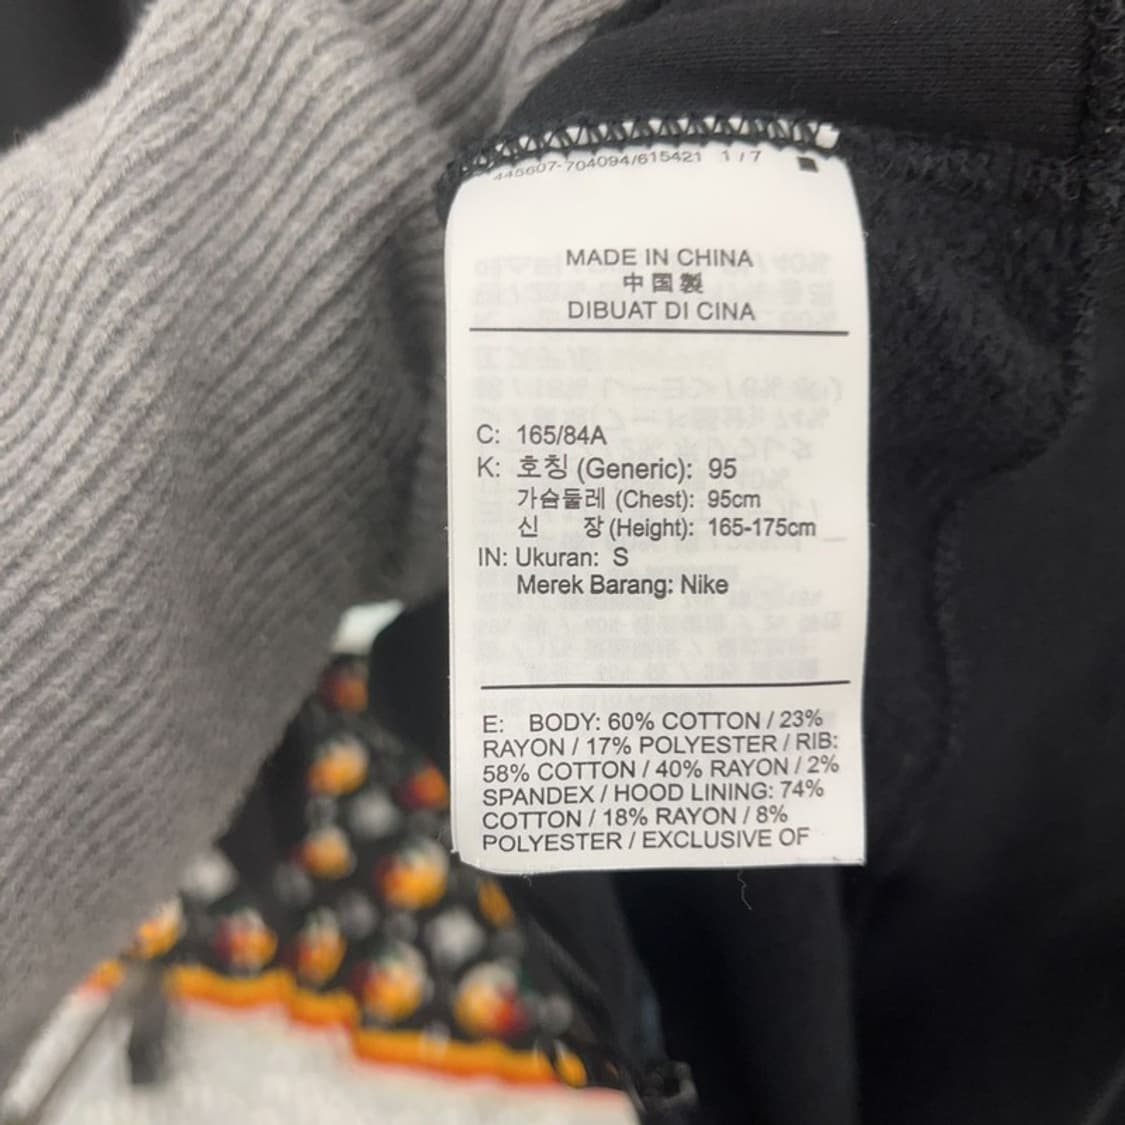 445607-704094/615421 1 / 7
MADE IN CHINA
中国製
DIBUAT DI CINA
C: 165/84A
K: 호칭 (Generic): 95
가슴둘레 (Chest): 95cm
신 장 (Height): 165-175cm
IN: Ukuran: S
Merek Barang: Nike
E: BODY: 60% COTTON / 23%
RAYON / 17% POLYESTER / RIB:
58% COTTON / 40% RAYON / 2%
SPANDEX / HOOD LINING: 74%
COTTON / 18% RAYON / 8%
POLYESTER / EXCLUSIVE OF